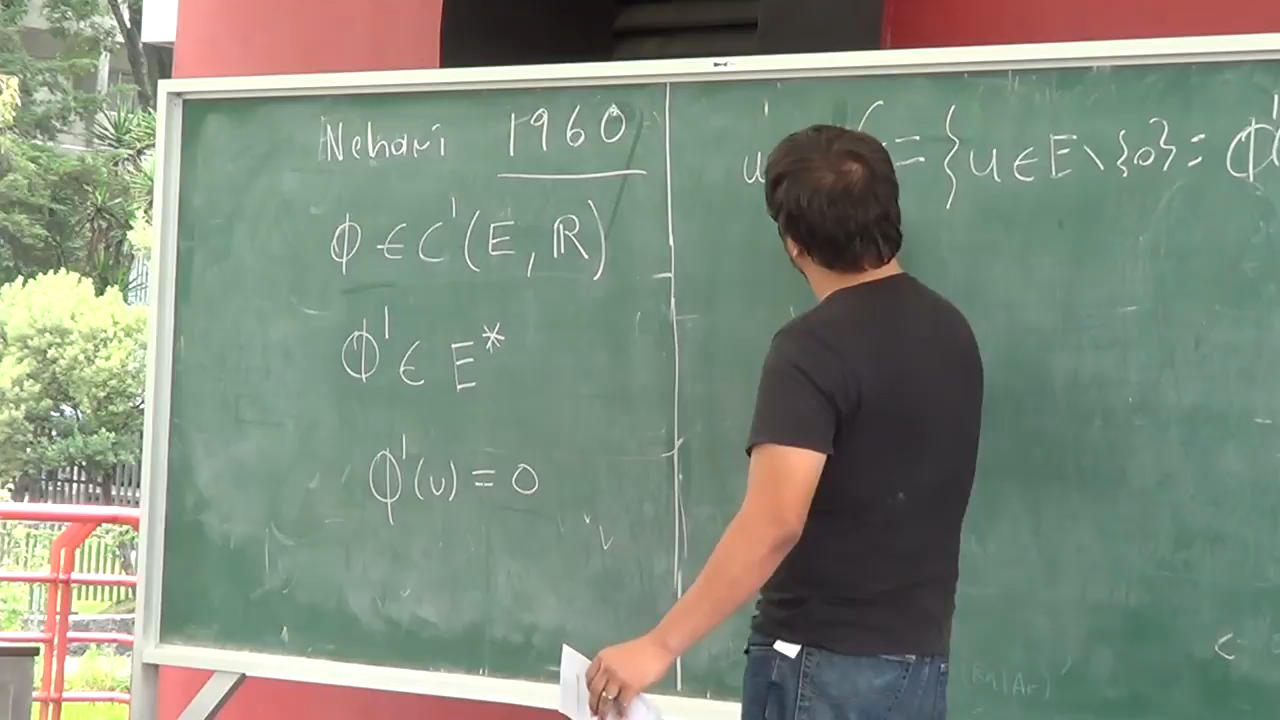 Nehari 1960
ϕ ∈ C¹(E, ℝ)
ϕ' ∈ E*
ϕ'(u) = 0
u = {u ∈ E \ {0} : ϕ'